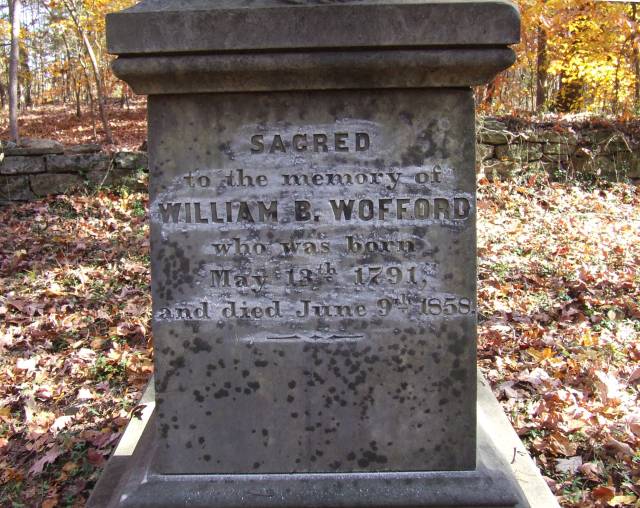 SACRED
to the memory of
WILLIAM B. WOFFORD
who was born
May 13th 1791,
and died June 9th 1858.